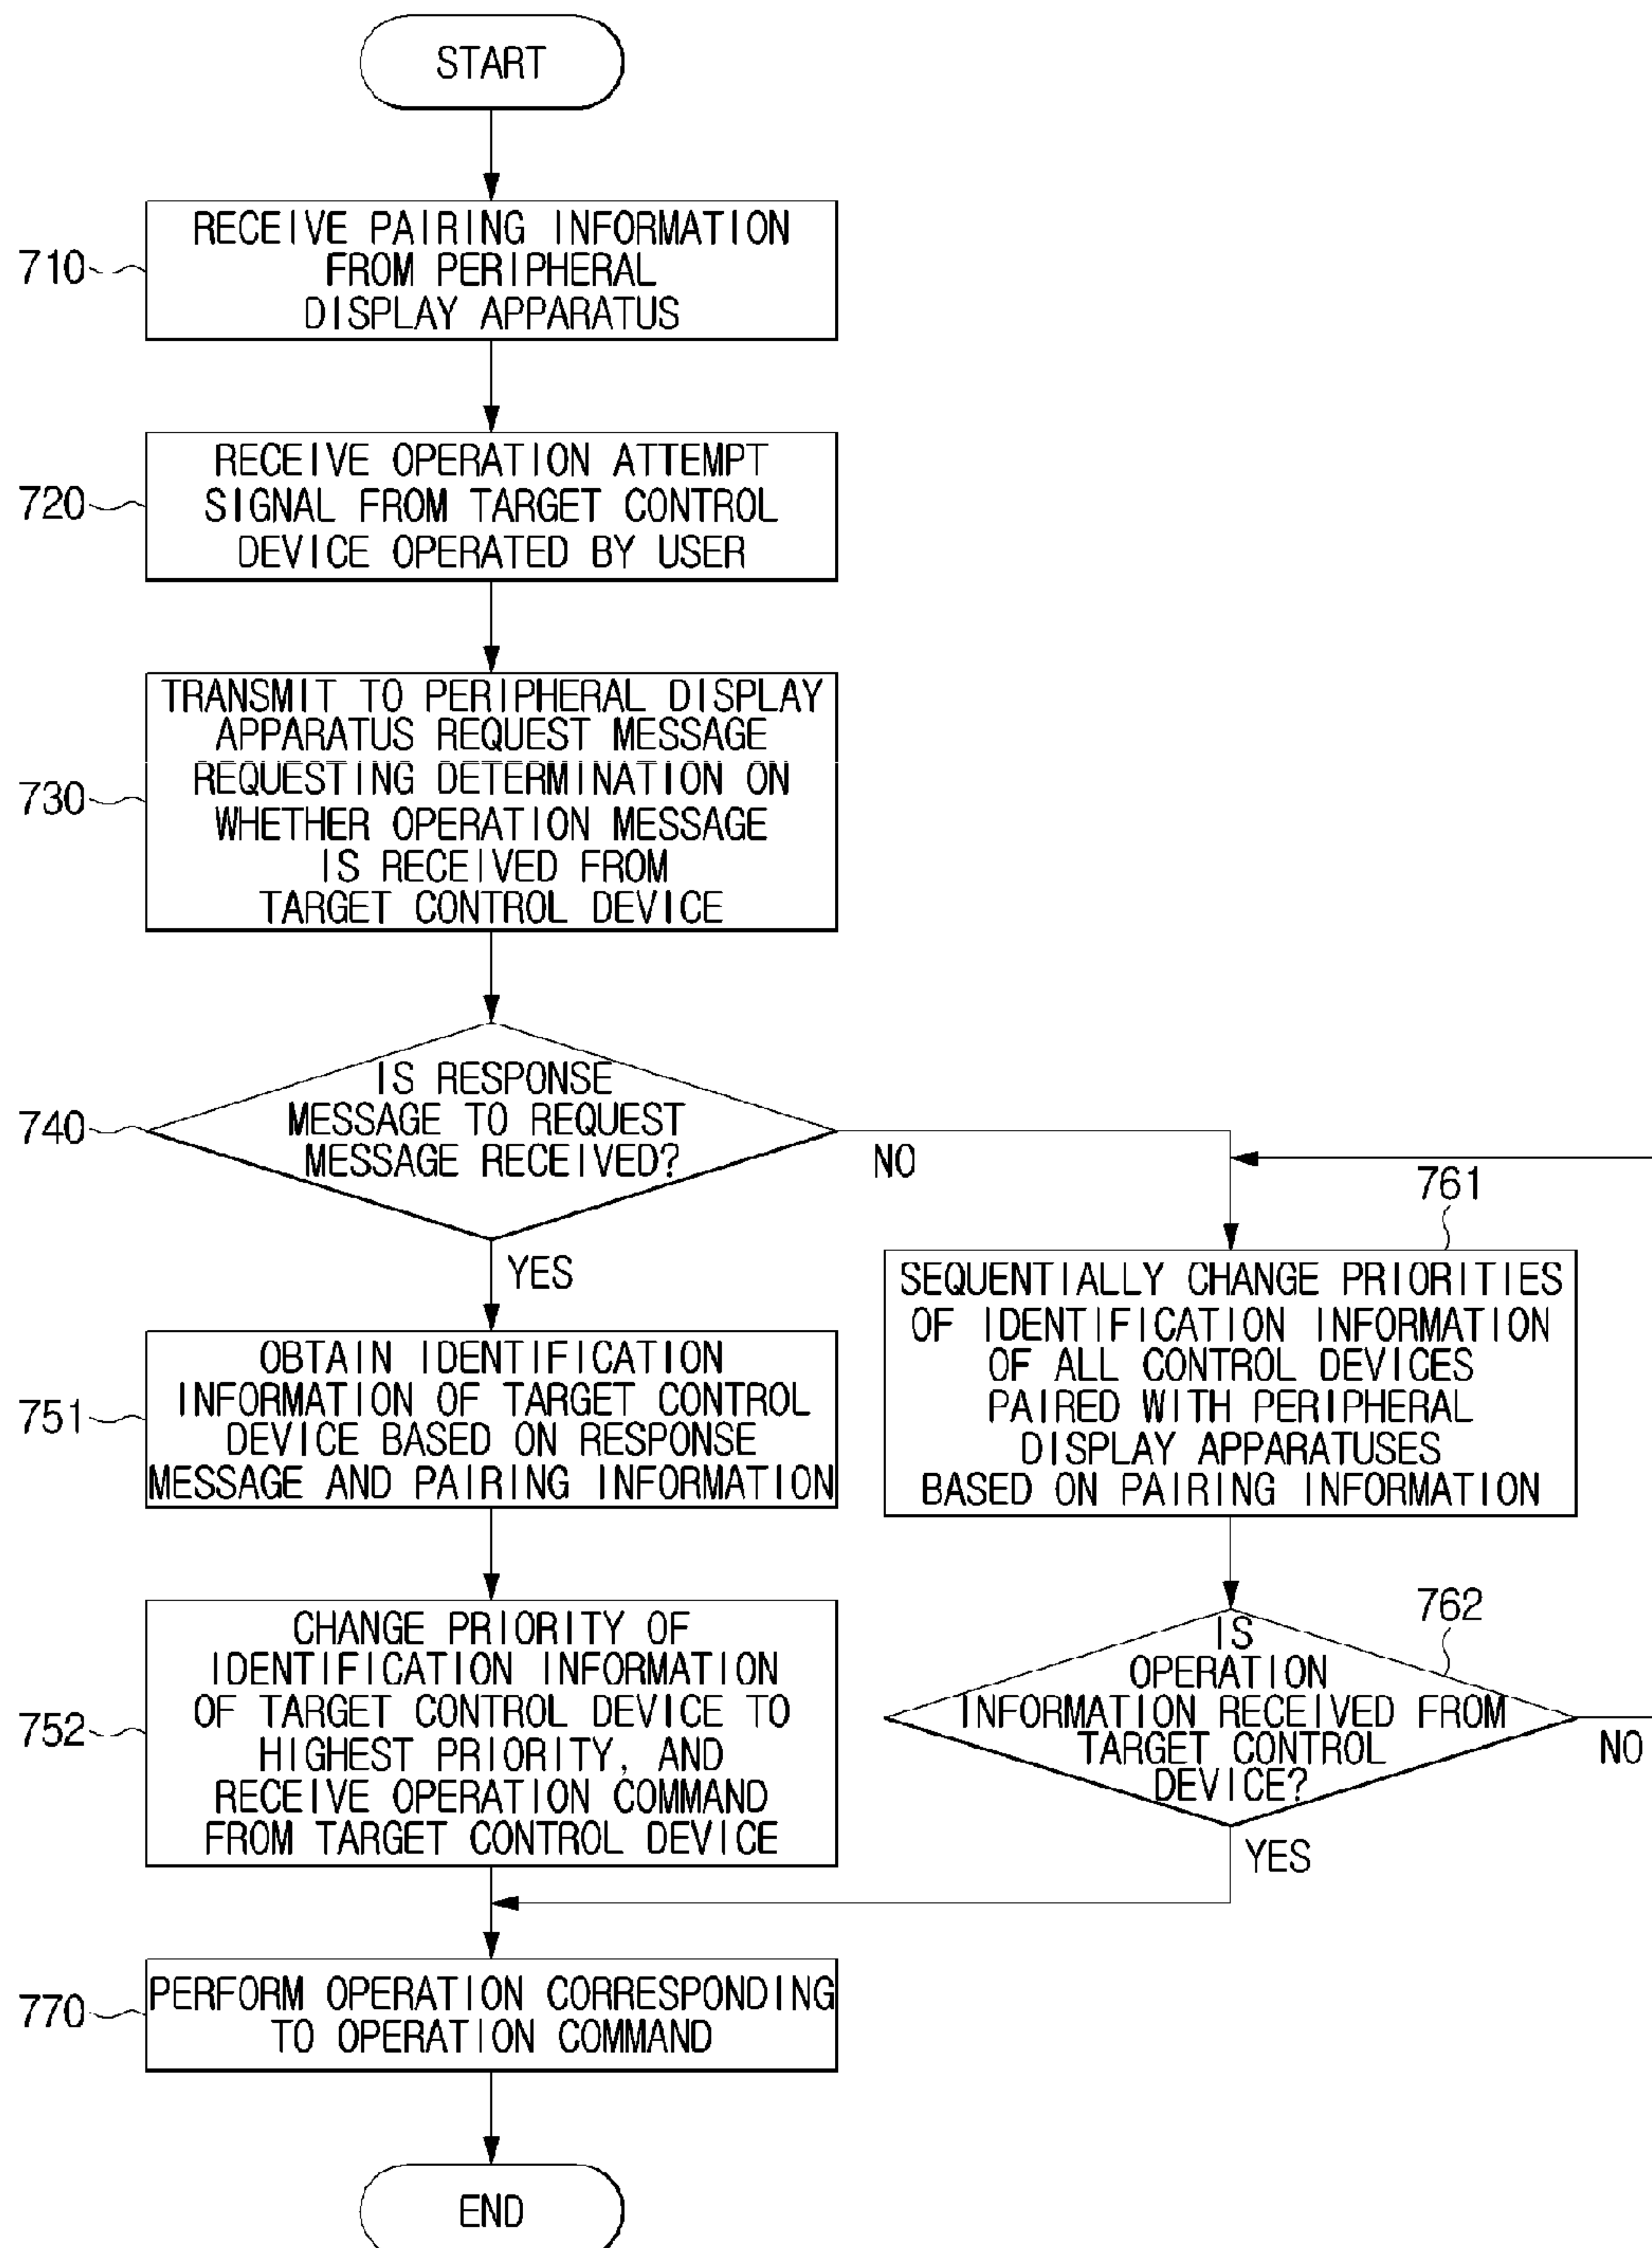 START
710
RECEIVE PAIRING INFORMATION
FROM PERIPHERAL
DISPLAY APPARATUS
720
RECEIVE OPERATION ATTEMPT
SIGNAL FROM TARGET CONTROL
DEVICE OPERATED BY USER
730
TRANSMIT TO PERIPHERAL DISPLAY
APPARATUS REQUEST MESSAGE
REQUESTING DETERMINATION ON
WHETHER OPERATION MESSAGE
IS RECEIVED FROM
TARGET CONTROL DEVICE
740
IS RESPONSE
MESSAGE TO REQUEST
MESSAGE RECEIVED?
NO
YES
751
OBTAIN IDENTIFICATION
INFORMATION OF TARGET CONTROL
DEVICE BASED ON RESPONSE
MESSAGE AND PAIRING INFORMATION
752
CHANGE PRIORITY OF
IDENTIFICATION INFORMATION
OF TARGET CONTROL DEVICE TO
HIGHEST PRIORITY, AND
RECEIVE OPERATION COMMAND
FROM TARGET CONTROL DEVICE
761
SEQUENTIALLY CHANGE PRIORITIES
OF IDENTIFICATION INFORMATION
OF ALL CONTROL DEVICES
PAIRED WITH PERIPHERAL
DISPLAY APPARATUSES
BASED ON PAIRING INFORMATION
762
IS
OPERATION
INFORMATION RECEIVED FROM
TARGET CONTROL
DEVICE?
NO
YES
770
PERFORM OPERATION CORRESPONDING
TO OPERATION COMMAND
END